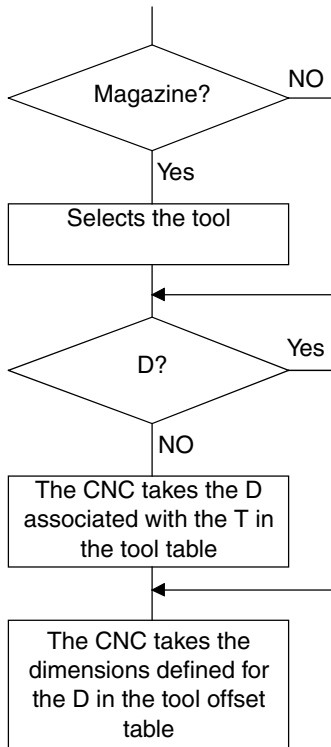 Magazine?
NO
Yes
Selects the tool
D?
Yes
NO
The CNC takes the D
associated with the T in
the tool table
The CNC takes the
dimensions defined for
the D in the tool offset
table